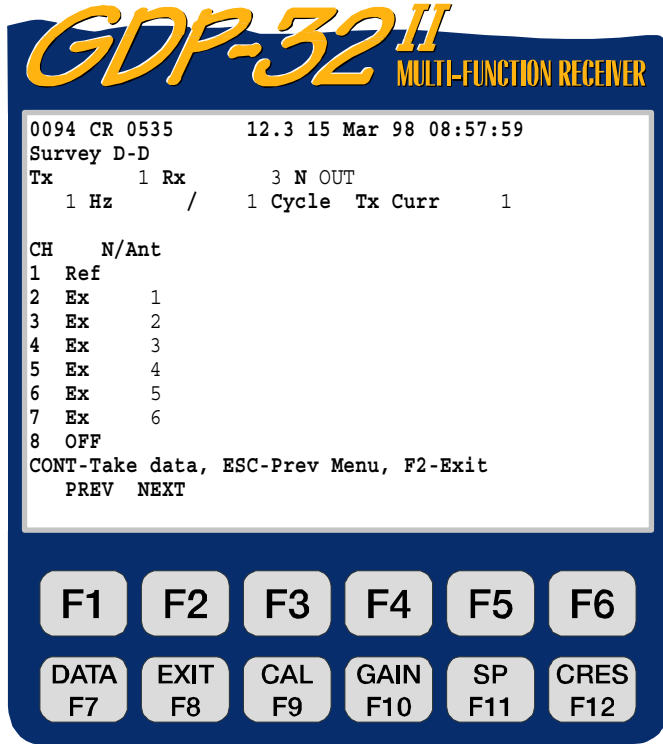 GDP-32 II
MULTI-FUNCTION RECEIVER
0094 CR 0535 12.3 15 Mar 98 08:57:59
Survey D-D
Tx 1 Rx 3 N OUT
1 Hz / 1 Cycle Tx Curr 1
CH N/Ant
1 Ref
2 Ex 1
3 Ex 2
4 Ex 3
5 Ex 4
6 Ex 5
7 Ex 6
8 OFF
CONT-Take data, ESC-Prev Menu, F2-Exit
PREV NEXT
F1 F2 F3 F4 F5 F6
DATA EXIT CAL GAIN SP CRES
F7 F8 F9 F10 F11 F12